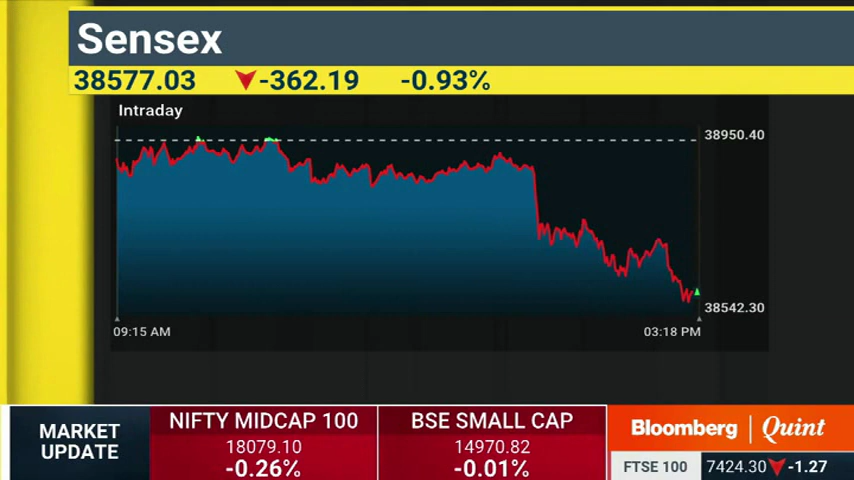 Sensex
38577.03 -362.19 -0.93%
Intraday
38950.40
38542.30
09:15 AM 03:18 PM
MARKET UPDATE
NIFTY MIDCAP 100
18079.10
-0.26%
BSE SMALL CAP
14970.82
-0.01%
Bloomberg | Quint
FTSE 100 7424.30 -1.27